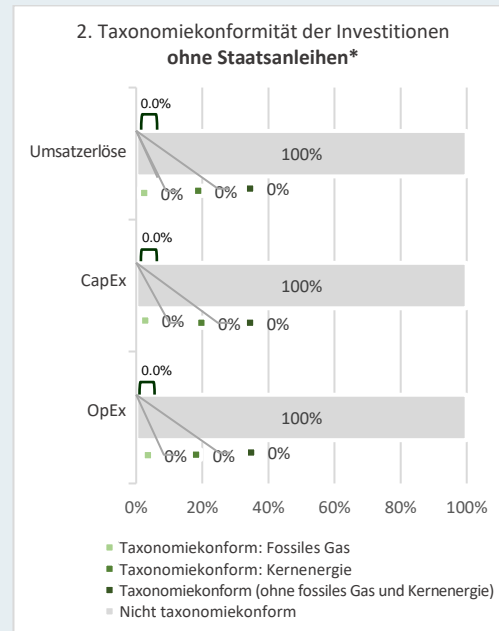 2. Taxonomiekonformität der Investitionen
ohne Staatsanleihen*
0.0%
Umsatzerlöse
100%
0% 0% 0%
0.0%
CapEx
100%
0% 0% 0%
0.0%
OpEx
100%
0% 0% 0%
0% 20% 40% 60% 80% 100%
Taxonomiekonform: Fossiles Gas
Taxonomiekonform: Kernenergie
Taxonomiekonform (ohne fossiles Gas und Kernenergie)
Nicht taxonomiekonform